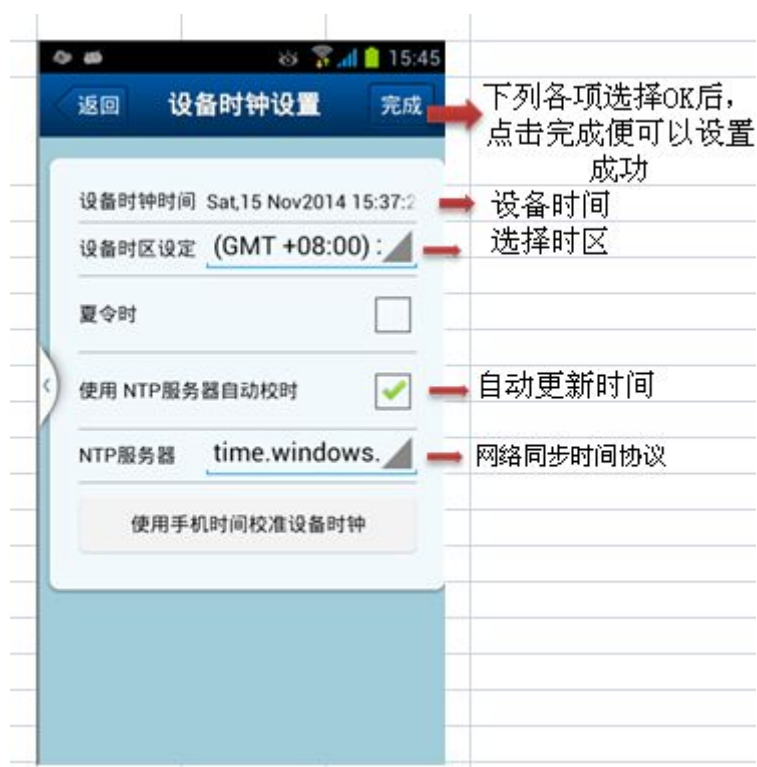 15:45
返回 设备时钟设置 完成
下列各项选择OK后，
点击完成便可以设置
成功
设备时钟时间 Sat,15 Nov2014 15:37:2
设备时间
设备时区设定 (GMT +08:00) :
选择时区
夏令时
使用 NTP服务器自动校时
自动更新时间
NTP服务器 time.windows.
网络同步时间协议
使用手机时间校准设备时钟